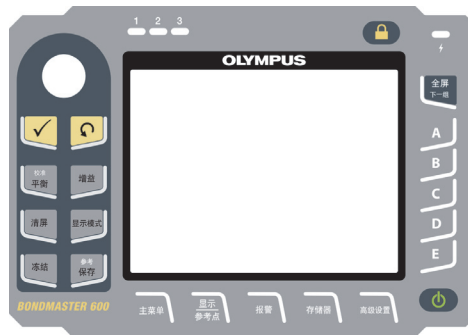 1 2 3
OLYMPUS
全屏
下一组
A
校准
平衡
增益
B
C
清屏
显示模式
D
冻结
参考
保存
E
BONDMASTER 600
主菜单
显示
参考点
报警
存储器
高级设置